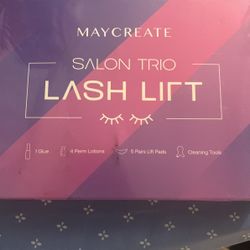 MAYCREATE
SALON TRIO
LASH LIFT
1 Glue 4 Perm Lotions 5 Pairs Lift Pads Cleaning Tools